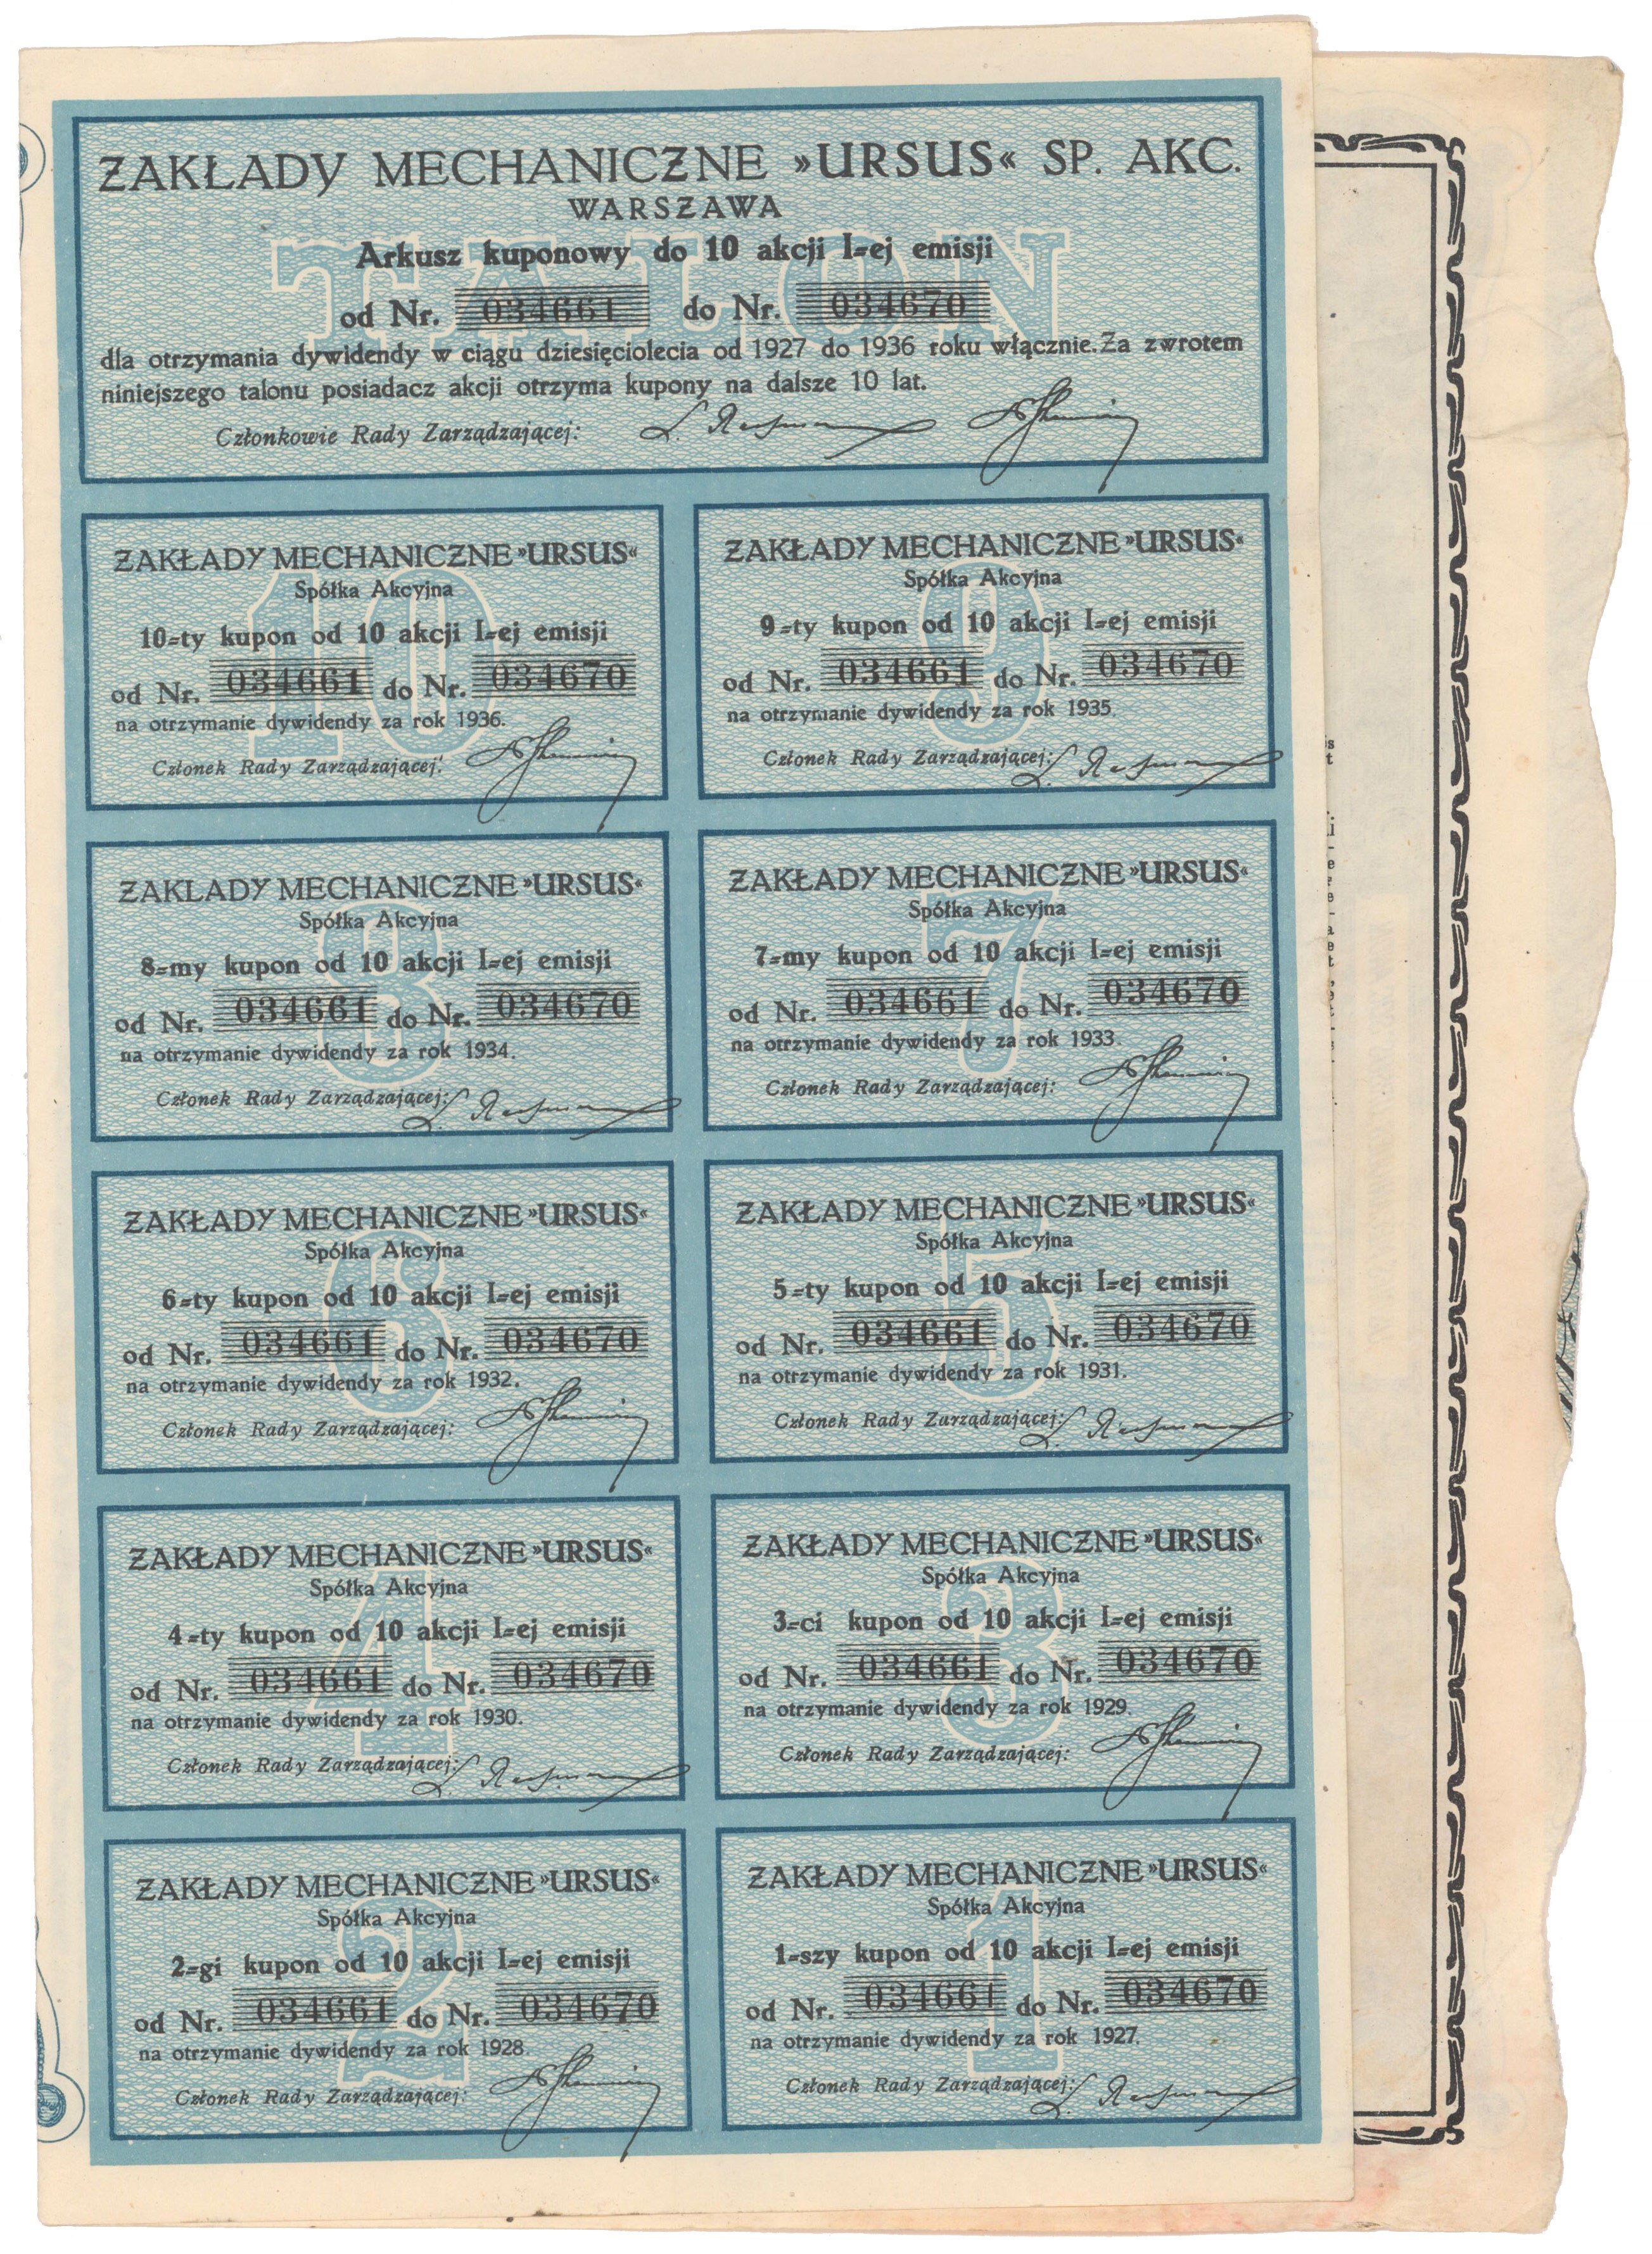 ZAKŁADY MECHANICZNE »URSUS« SP. AKC.
WARSZAWA
TALON
Arkusz kuponowy do 10 akcji I-ej emisji
od Nr. 034661 do Nr. 034670
dla otrzymania dywidendy w ciągu dziesięciolecia od 1927 do 1936 roku włącznie. Za zwrotem
niniejszego talonu posiadacz akcji otrzyma kupony na dalsze 10 lat.
Członkowie Rady Zarządzającej:
10
ZAKŁADY MECHANICZNE »URSUS«
Spółka Akcyjna
10-ty kupon od 10 akcji I-ej emisji
od Nr. 034661 do Nr. 034670
na otrzymanie dywidendy za rok 1936.
Członek Rady Zarządzającej:
9
ZAKŁADY MECHANICZNE »URSUS«
Spółka Akcyjna
9-ty kupon od 10 akcji I-ej emisji
od Nr. 034661 do Nr. 034670
na otrzymanie dywidendy za rok 1935.
Członek Rady Zarządzającej:
8
ZAKLADY MECHANICZNE »URSUS«
Spółka Akcyjna
8-my kupon od 10 akcji I-ej emisji
od Nr. 034661 do Nr. 034670
na otrzymanie dywidendy za rok 1934.
Członek Rady Zarządzającej:
7
ZAKŁADY MECHANICZNE »URSUS«
Spółka Akcyjna
7-my kupon od 10 akcji I-ej emisji
od Nr. 034661 do Nr. 034670
na otrzymanie dywidendy za rok 1933.
Członek Rady Zarządzającej:
6
ZAKŁADY MECHANICZNE »URSUS«
Spółka Akcyjna
6-ty kupon od 10 akcji I-ej emisji
od Nr. 034661 do Nr. 034670
na otrzymanie dywidendy za rok 1932.
Członek Rady Zarządzającej:
5
ZAKŁADY MECHANICZNE »URSUS«
Spółka Akcyjna
5-ty kupon od 10 akcji I-ej emisji
od Nr. 034661 do Nr. 034670
na otrzymanie dywidendy za rok 1931.
Członek Rady Zarządzającej:
4
ZAKŁADY MECHANICZNE »URSUS«
Spółka Akcyjna
4-ty kupon od 10 akcji I-ej emisji
od Nr. 034661 do Nr. 034670
na otrzymanie dywidendy za rok 1930.
Członek Rady Zarządzającej:
3
ZAKŁADY MECHANICZNE »URSUS«
Spółka Akcyjna
3-ci kupon od 10 akcji I-ej emisji
od Nr. 034661 do Nr. 034670
na otrzymanie dywidendy za rok 1929.
Członek Rady Zarządzającej:
2
ZAKŁADY MECHANICZNE »URSUS«
Spółka Akcyjna
2-gi kupon od 10 akcji I-ej emisji
od Nr. 034661 do Nr. 034670
na otrzymanie dywidendy za rok 1928.
Członek Rady Zarządzającej:
1
ZAKŁADY MECHANICZNE »URSUS«
Spółka Akcyjna
1-szy kupon od 10 akcji I-ej emisji
od Nr. 034661 do Nr. 034670
na otrzymanie dywidendy za rok 1927.
Członek Rady Zarządzającej: